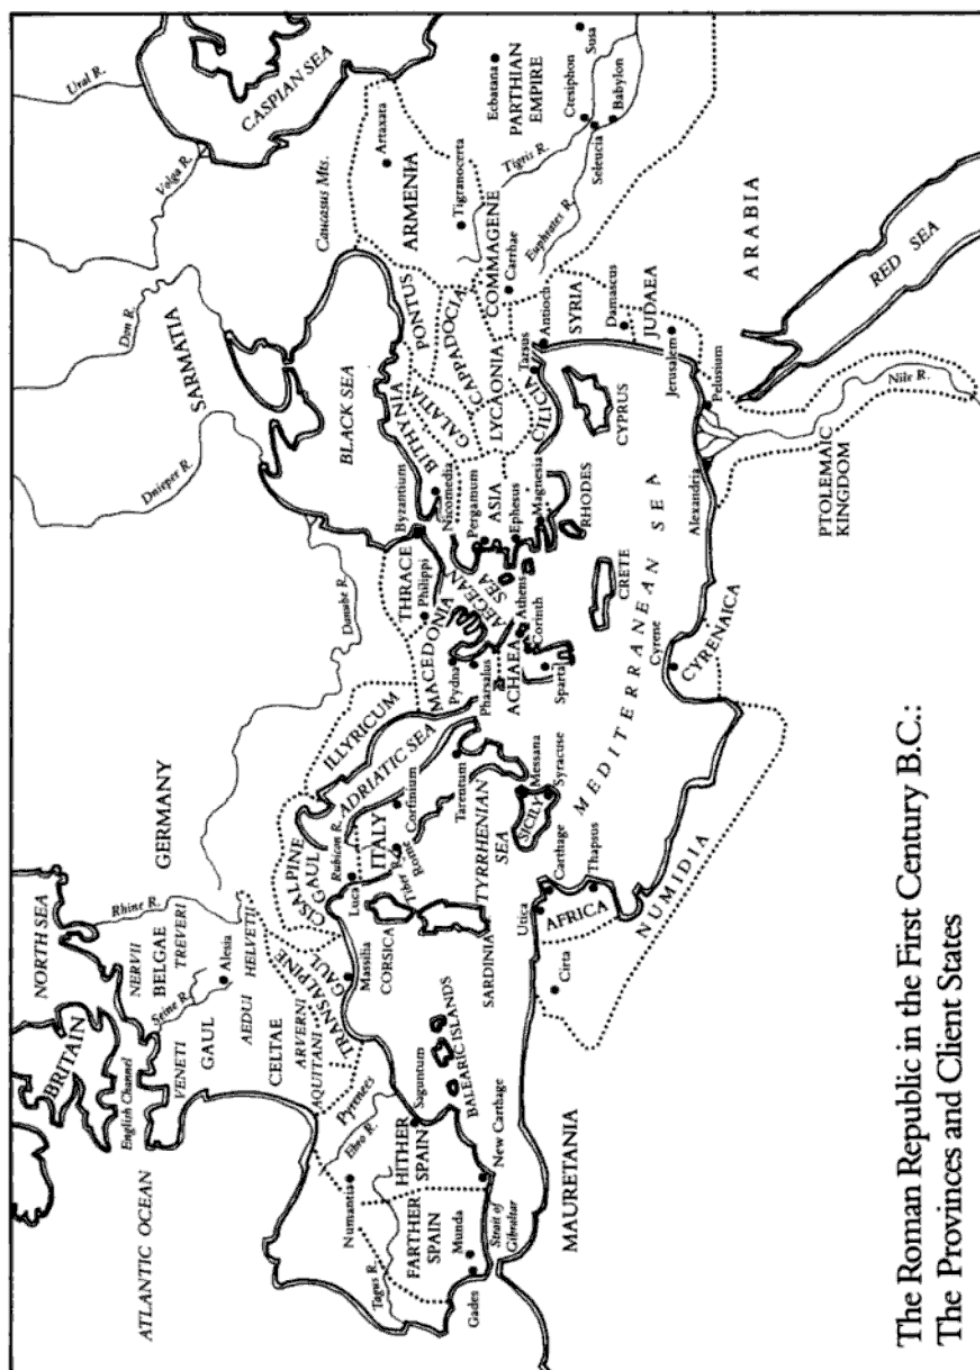 NORTH SEA
BRITAIN
English Channel
ATLANTIC OCEAN
Rhine R.
NERVII
BELGAE
TREVERI
Seine R.
VENETI
GAUL
Alesia
AEDUI
HELVETII
CELTAE
ARVERNI
AQUITANI
GERMANY
TRANSALPINE
GAUL
CISALPINE
GAUL
Pyrenees
Ebro R.
Massilia
Luca
Rubicon R.
CORSICA
ITALY
Tiber R.
Rome
Corfinium
ADRIATIC SEA
ILLYRICUM
Numantia
Tagus R.
HITHER
SPAIN
FARTHER
SPAIN
Saguntum
Munda
Gades
New Carthage
Strait of
Gibraltar
BALEARIC ISLANDS
SARDINIA
TYRRHENIAN
SEA
Tarentum
SICILY
Messana
Syracuse
MAURETANIA
Cirta
Utica
AFRICA
Carthage
Thapsus
NUMIDIA
MEDITERRANEAN SEA
Danube R.
Dnieper R.
SARMATIA
Don R.
Volga R.
Ural R.
CASPIAN SEA
Caucasus Mts.
BLACK SEA
THRACE
Philippi
Byzantium
MACEDONIA
Pydna
Pharsalus
AEGEAN
SEA
ACHAEA
Athens
Corinth
Sparta
Nicomedia
Pergamum
ASIA
Ephesus
Magnesia
RHODES
CRETE
BITHYNIA
GALATIA
PONTUS
CAPPADOCIA
LYCAONIA
CILICIA
Tarsus
CYPRUS
ARMENIA
Artaxata
Tigranocerta
COMMAGENE
Carrhae
Antioch
SYRIA
Damascus
JUDAEA
Jerusalem
Pelusium
Ecbatana
PARTHIAN
EMPIRE
Tigris R.
Euphrates R.
Ctesiphon
Seleucia
Babylon
Susa
ARABIA
RED SEA
Nile R.
Alexandria
PTOLEMAIC
KINGDOM
Cyrene
CYRENAICA
The Roman Republic in the First Century B.C.:
The Provinces and Client States